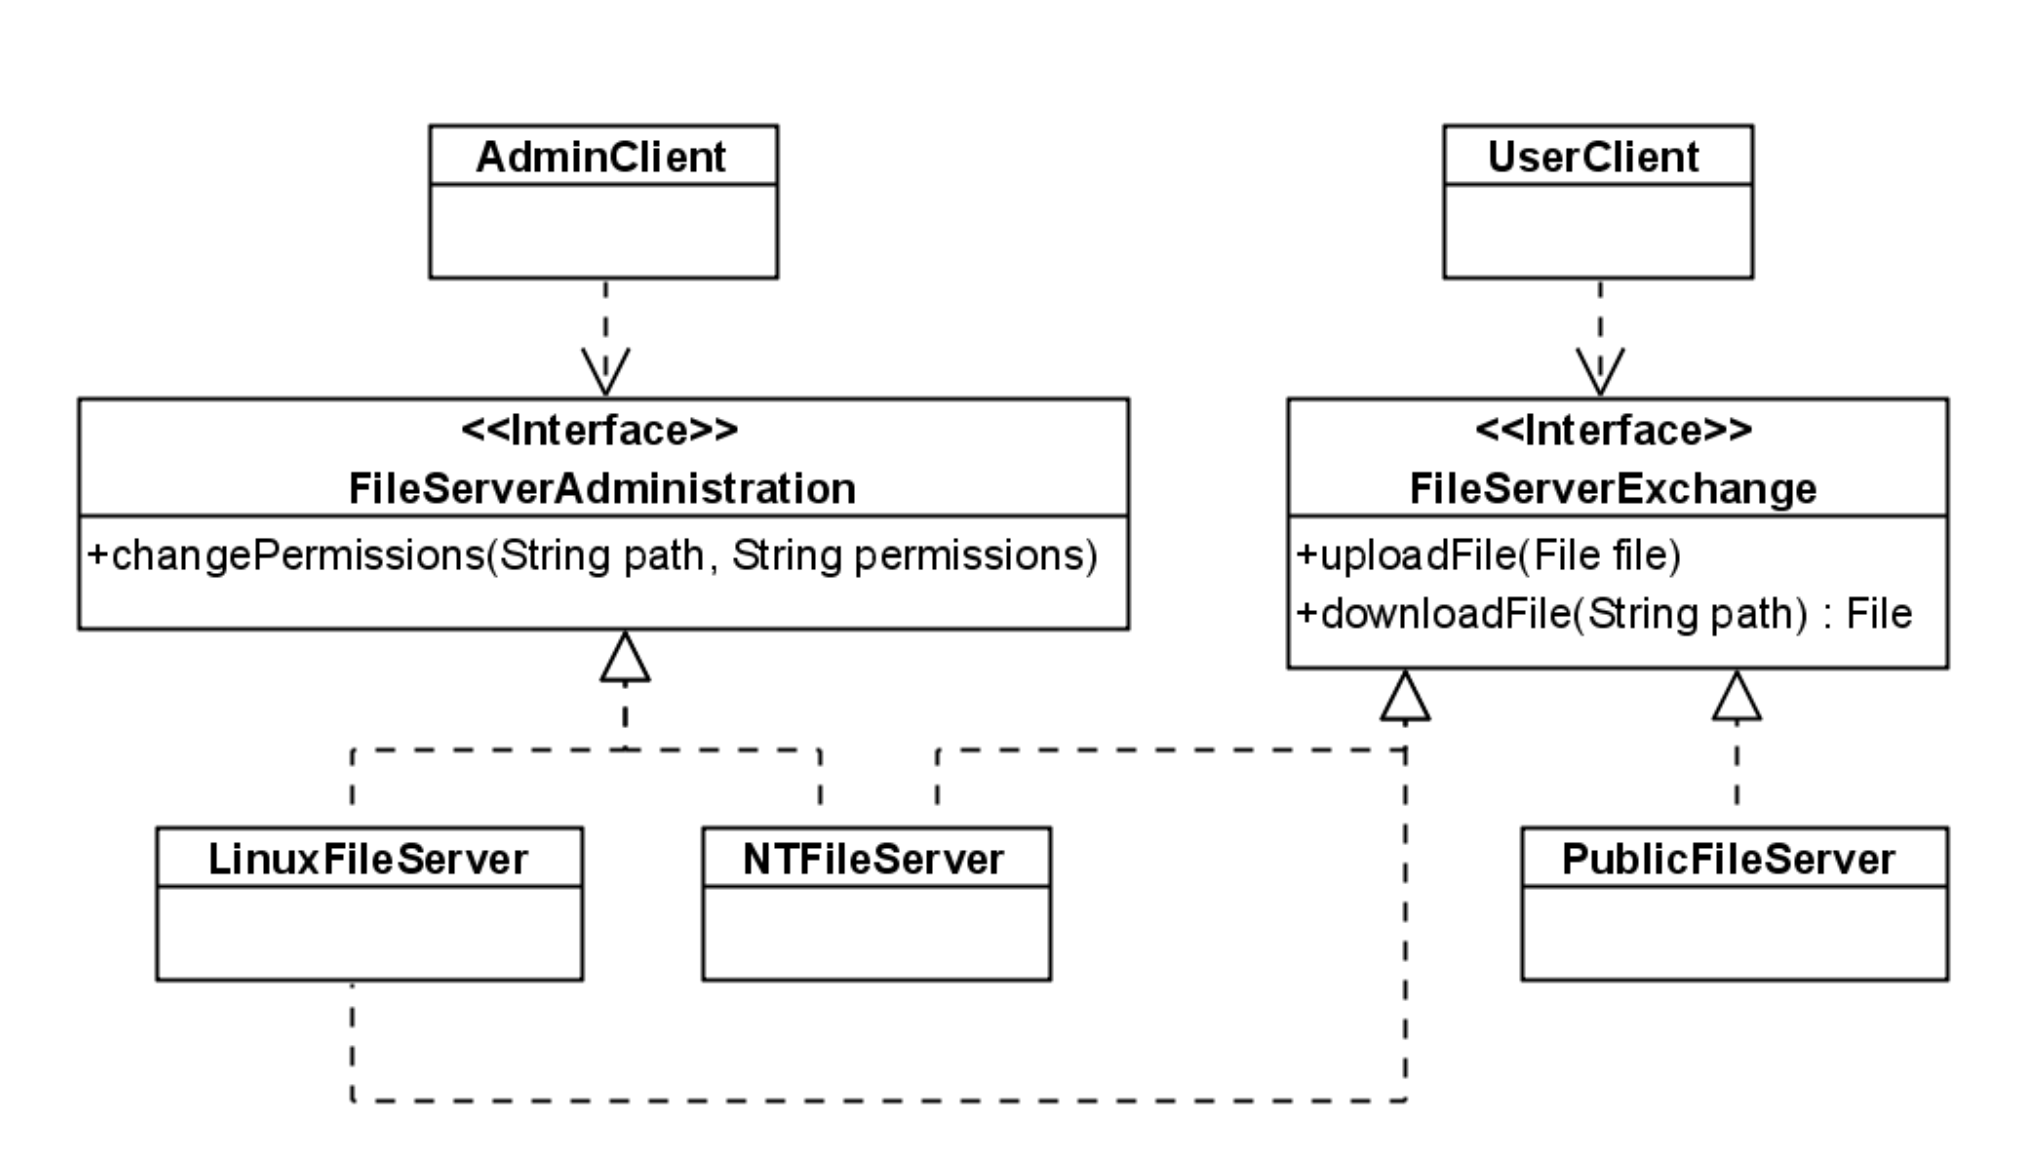 AdminClient
UserClient
<<Interface>>
FileServerAdministration
+changePermissions(String path, String permissions)
<<Interface>>
FileServerExchange
+uploadFile(File file)
+downloadFile(String path) : File
LinuxFileServer
NTFileServer
PublicFileServer